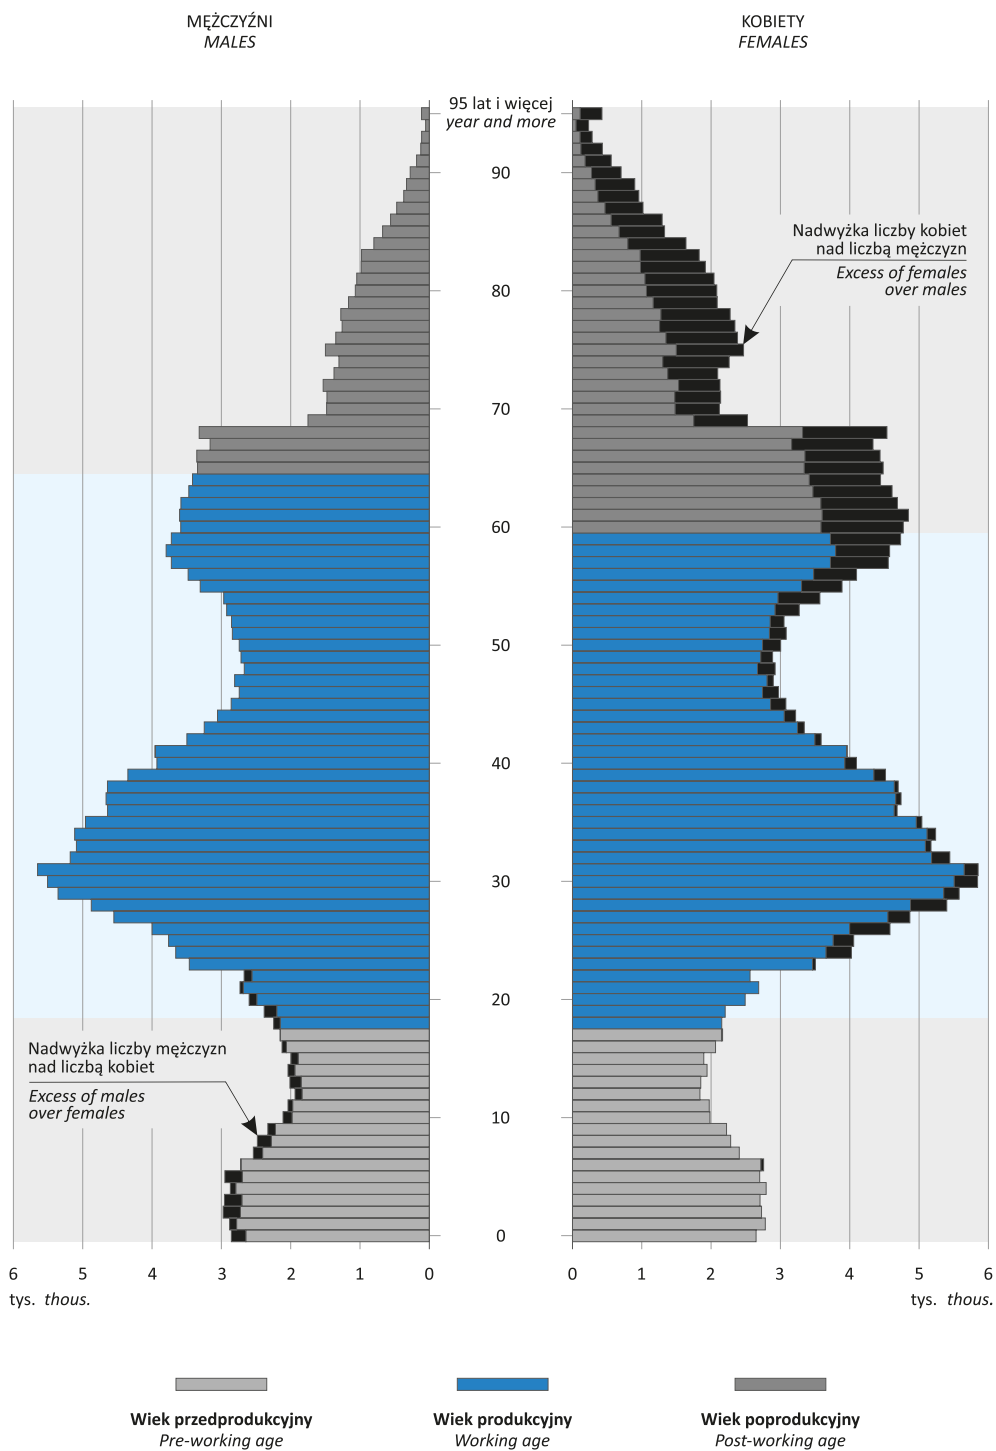 MĘŻCZYŹNI
MALES
KOBIETY
FEMALES
95 lat i więcej
year and more
90
80
70
60
50
40
30
20
10
0
Nadwyżka liczby kobiet
nad liczbą mężczyzn
Excess of females
over males
Nadwyżka liczby mężczyzn
nad liczbą kobiet
Excess of males
over females
6 5 4 3 2 1 0
tys. thous.
0 1 2 3 4 5 6
tys. thous.
Wiek przedprodukcyjny
Pre-working age
Wiek produkcyjny
Working age
Wiek poprodukcyjny
Post-working age